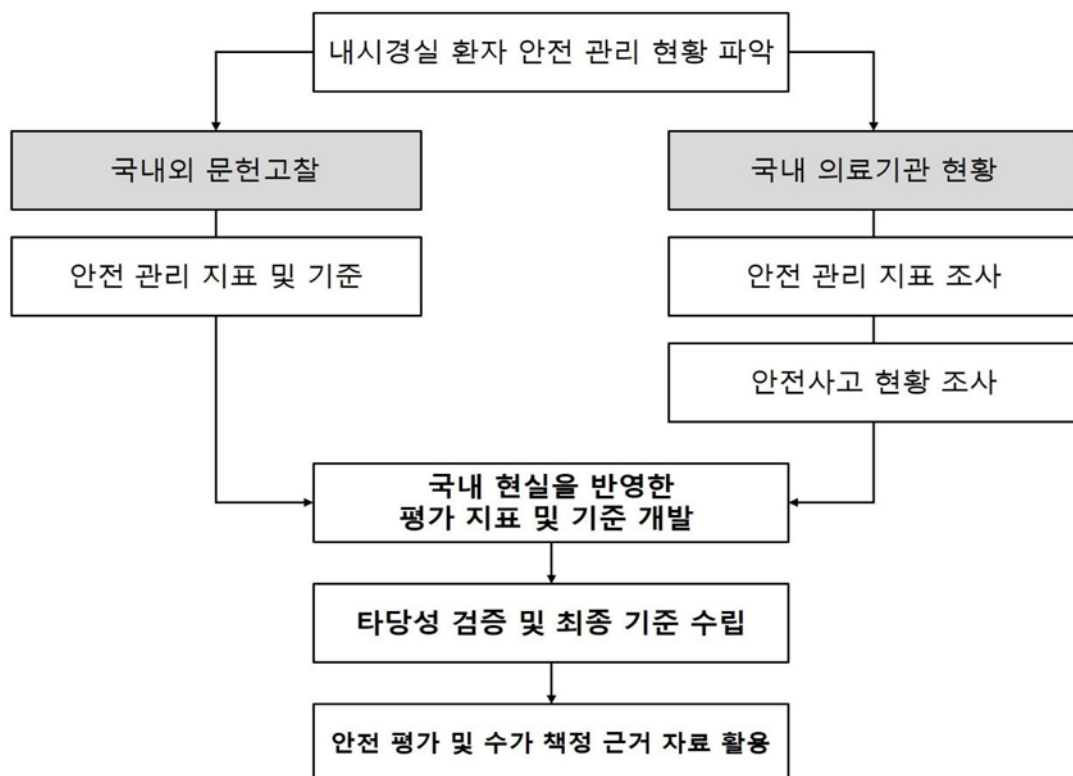 내시경실 환자 안전 관리 현황 파악
국내외 문헌고찰
국내 의료기관 현황
안전 관리 지표 및 기준
안전 관리 지표 조사
안전사고 현황 조사
국내 현실을 반영한
평가 지표 및 기준 개발
타당성 검증 및 최종 기준 수립
안전 평가 및 수가 책정 근거 자료 활용